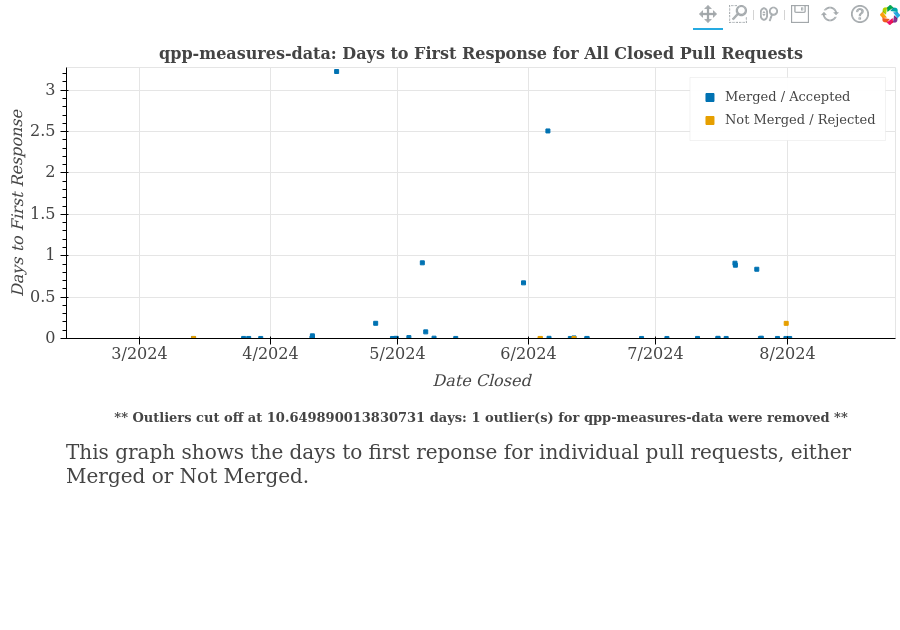 qpp-measures-data: Days to First Response for All Closed Pull Requests
Days to First Response
3
2.5
2
1.5
1
0.5
0
Merged / Accepted
Not Merged / Rejected
3/2024 4/2024 5/2024 6/2024 7/2024 8/2024
Date Closed
** Outliers cut off at 10.649890013830731 days: 1 outlier(s) for qpp-measures-data were removed **
This graph shows the days to first reponse for individual pull requests, either
Merged or Not Merged.